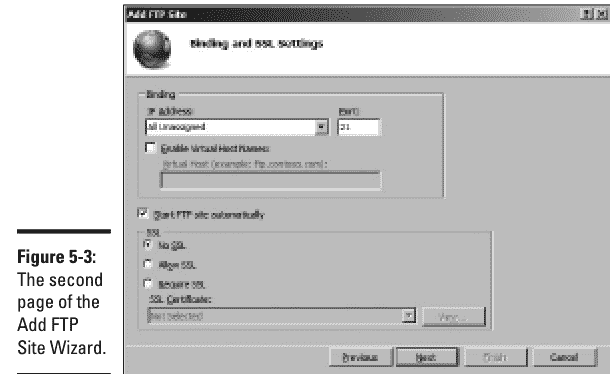 Add FTP Site
Binding and SSL Settings
Binding
IP Address:
Port:
All Unassigned
21
Enable Virtual Host Names:
Virtual Host (example: ftp.contoso.com):
Start FTP site automatically
SSL
No SSL
Allow SSL
Require SSL
SSL Certificate:
Not Selected
View...
Previous
Next
Finish
Cancel
Figure 5-3:
The second
page of the
Add FTP
Site Wizard.